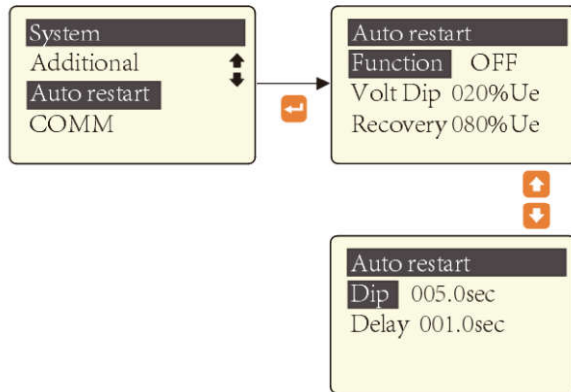 System
Additional
Auto restart
COMM
Auto restart
Function OFF
Volt Dip 020%Ue
Recovery 080%Ue
Auto restart
Dip 005.0sec
Delay 001.0sec